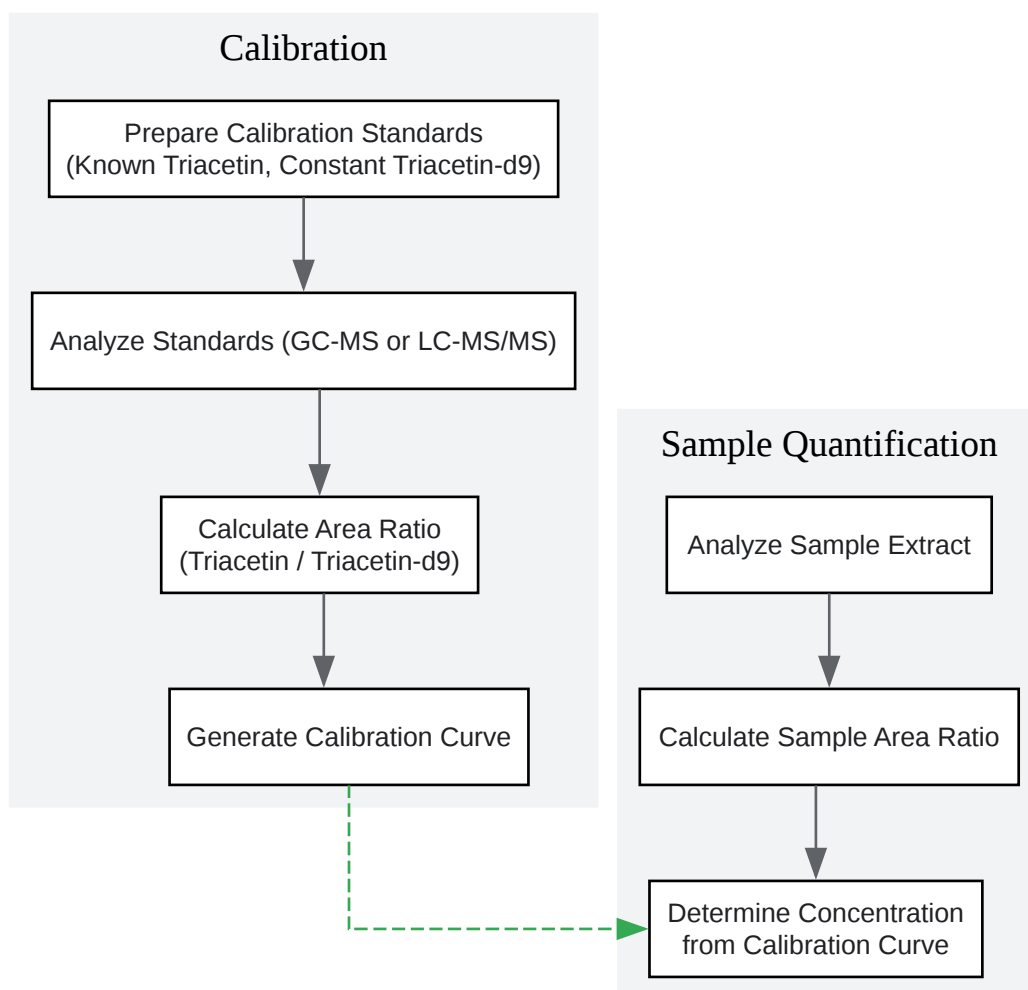 Calibration
Prepare Calibration Standards
(Known Triacetin, Constant Triacetin-d9)
Analyze Standards (GC-MS or LC-MS/MS)
Calculate Area Ratio
(Triacetin / Triacetin-d9)
Generate Calibration Curve
Sample Quantification
Analyze Sample Extract
Calculate Sample Area Ratio
Determine Concentration
from Calibration Curve